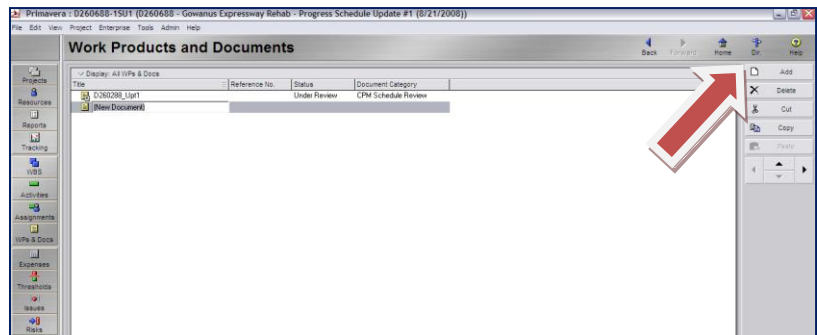 Primavera : D260688-1SU1 (D260688 - Gowanus Expressway Rehab - Progress Schedule Update #1 (8/21/2008))
File Edit View Project Enterprise Tools Admin Help
Work Products and Documents
Back Forward Home Dir. Help
Display: All WPs & Docs
Title Reference No. Status Document Category
D260288_Upt1 Under Review CPM Schedule Review
(New Document)
Projects
Resources
Reports
Tracking
WBS
Activities
Assignments
WPs & Docs
Expenses
Thresholds
Issues
Risks
Add
Delete
Cut
Copy
Paste